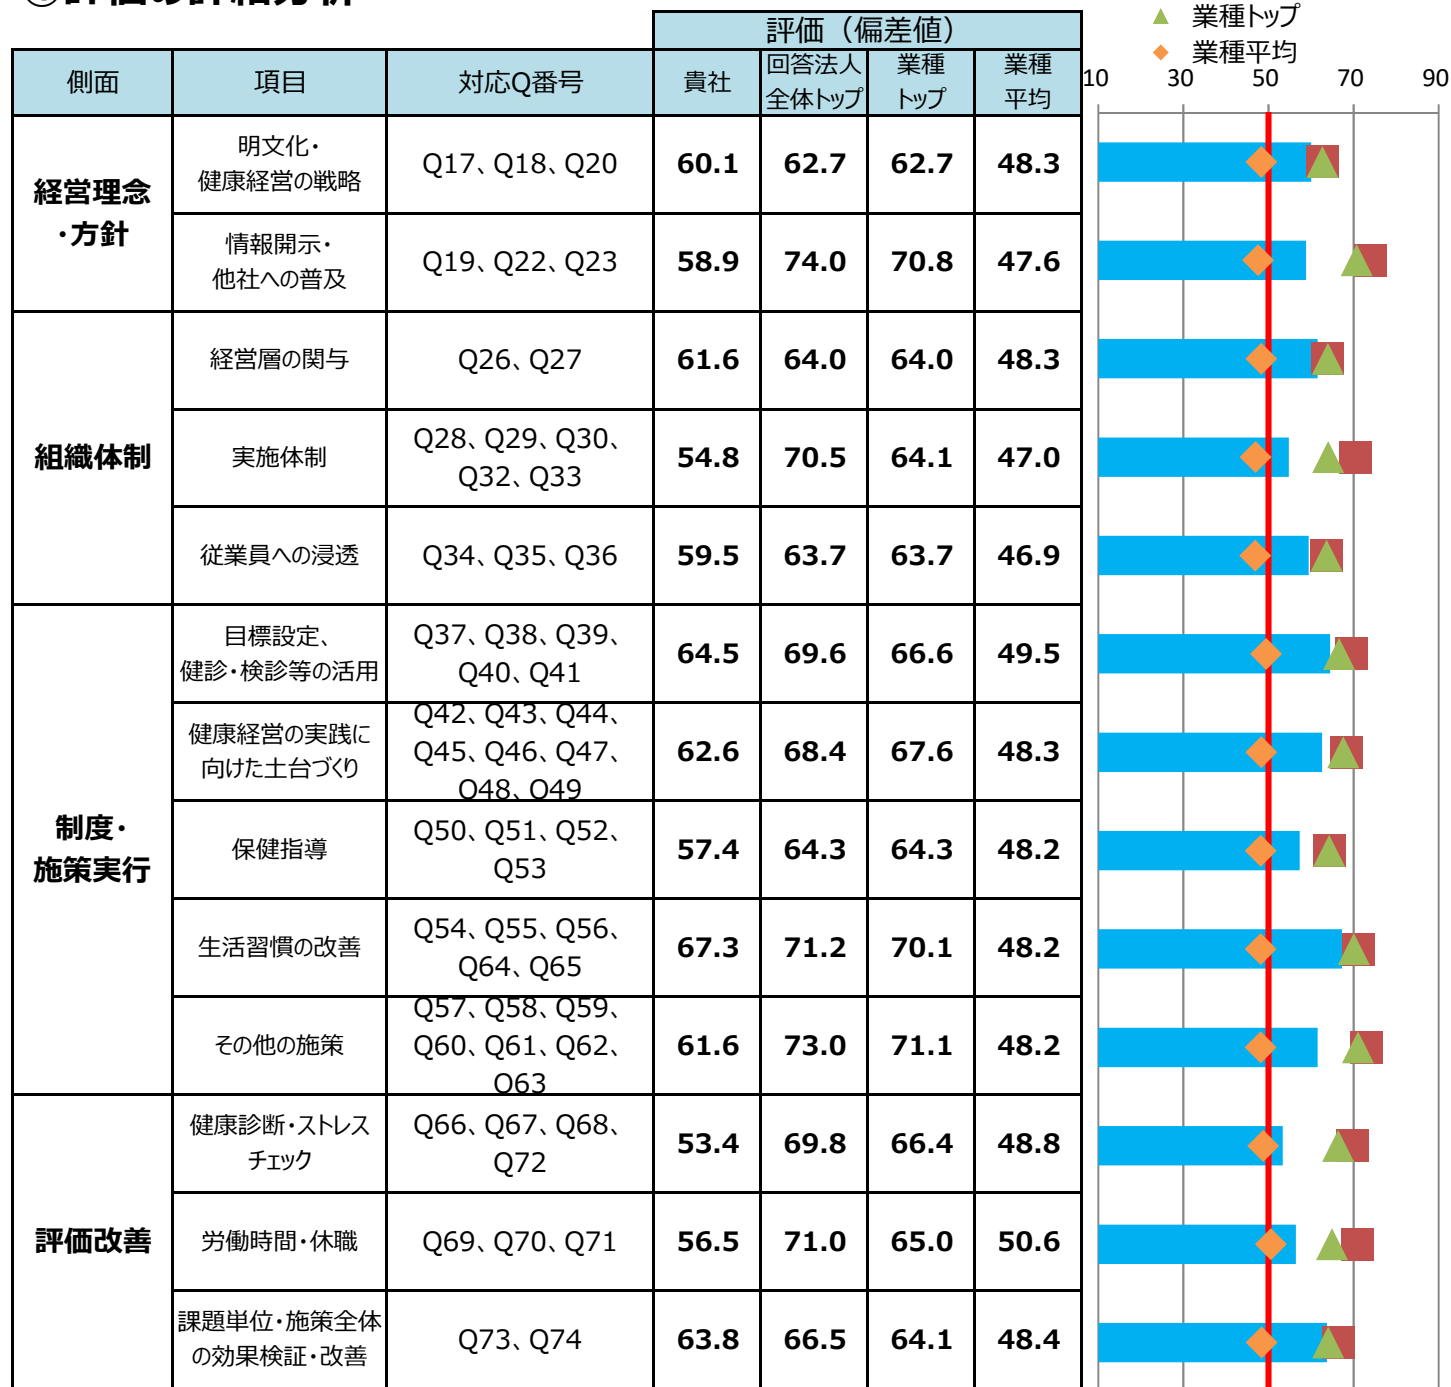 ③評価の詳細分析
▲ 業種トップ
◆ 業種平均
評価（偏差値）
側面 項目 対応Q番号 貴社 回答法人全体トップ 業種トップ 業種平均
10 30 50 70 90
経営理念・方針
明文化・健康経営の戦略 Q17、Q18、Q20 60.1 62.7 62.7 48.3
情報開示・他社への普及 Q19、Q22、Q23 58.9 74.0 70.8 47.6
組織体制
経営層の関与 Q26、Q27 61.6 64.0 64.0 48.3
実施体制 Q28、Q29、Q30、Q32、Q33 54.8 70.5 64.1 47.0
従業員への浸透 Q34、Q35、Q36 59.5 63.7 63.7 46.9
制度・施策実行
目標設定、健診・検診等の活用 Q37、Q38、Q39、Q40、Q41 64.5 69.6 66.6 49.5
健康経営の実践に向けた土台づくり Q42、Q43、Q44、Q45、Q46、Q47、Q48、Q49 62.6 68.4 67.6 48.3
保健指導 Q50、Q51、Q52、Q53 57.4 64.3 64.3 48.2
生活習慣の改善 Q54、Q55、Q56、Q64、Q65 67.3 71.2 70.1 48.2
その他の施策 Q57、Q58、Q59、Q60、Q61、Q62、Q63 61.6 73.0 71.1 48.2
評価改善
健康診断・ストレスチェック Q66、Q67、Q68、Q72 53.4 69.8 66.4 48.8
労働時間・休職 Q69、Q70、Q71 56.5 71.0 65.0 50.6
課題単位・施策全体の効果検証・改善 Q73、Q74 63.8 66.5 64.1 48.4